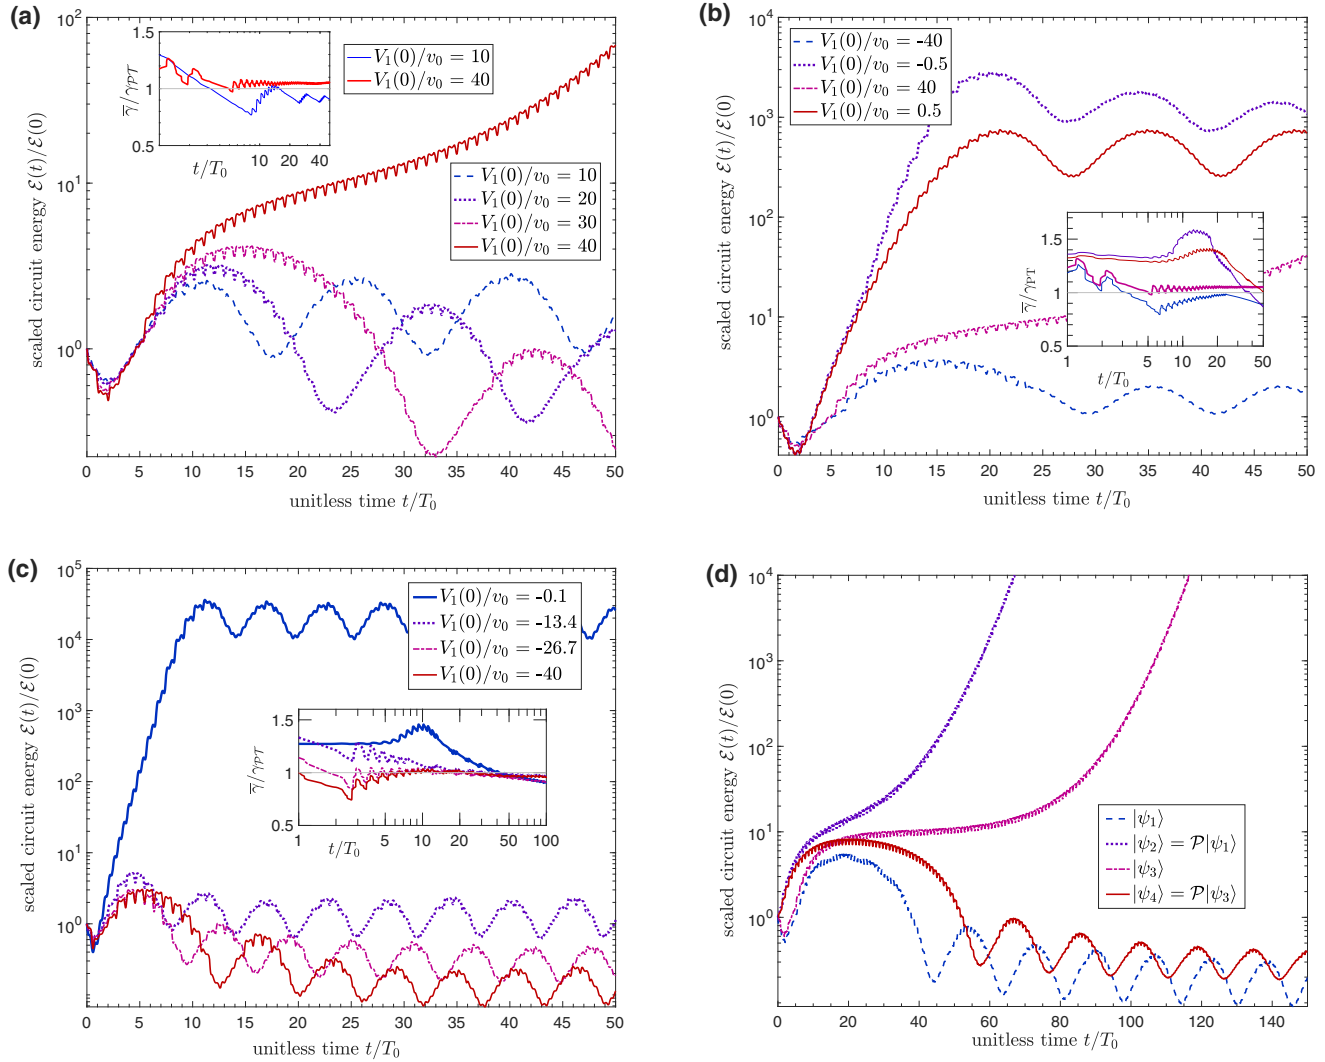 (a)
scaled circuit energy ℰ(t)/ℰ(0)
10^2
10^1
10^0
0 5 10 15 20 25 30 35 40 45 50
unitless time t/T_0
V_1(0)/v_0 = 10
V_1(0)/v_0 = 40
γ̄/γ_𝒫𝒯
1.5
1
0.5
10 20 40
t/T_0
V_1(0)/v_0 = 10
V_1(0)/v_0 = 20
V_1(0)/v_0 = 30
V_1(0)/v_0 = 40
(b)
scaled circuit energy ℰ(t)/ℰ(0)
10^4
10^3
10^2
10^1
10^0
0 5 10 15 20 25 30 35 40 45 50
unitless time t/T_0
V_1(0)/v_0 = -40
V_1(0)/v_0 = -0.5
V_1(0)/v_0 = 40
V_1(0)/v_0 = 0.5
γ̄/γ_PT
1.5
1
0.5
1 5 10 20 50
t/T_0
(c)
scaled circuit energy ℰ(t)/ℰ(0)
10^5
10^4
10^3
10^2
10^1
10^0
0 5 10 15 20 25 30 35 40 45 50
unitless time t/T_0
V_1(0)/v_0 = -0.1
V_1(0)/v_0 = -13.4
V_1(0)/v_0 = -26.7
V_1(0)/v_0 = -40
γ̄/γ_𝒫𝒯
1.5
1
0.5
1 t/T_0 5 10 20 50 100
(d)
scaled circuit energy ℰ(t)/ℰ(0)
10^4
10^3
10^2
10^1
10^0
0 20 40 60 80 100 120 140
unitless time t/T_0
|ψ_1⟩
|ψ_2⟩ = 𝒫|ψ_1⟩
|ψ_3⟩
|ψ_4⟩ = 𝒫|ψ_3⟩